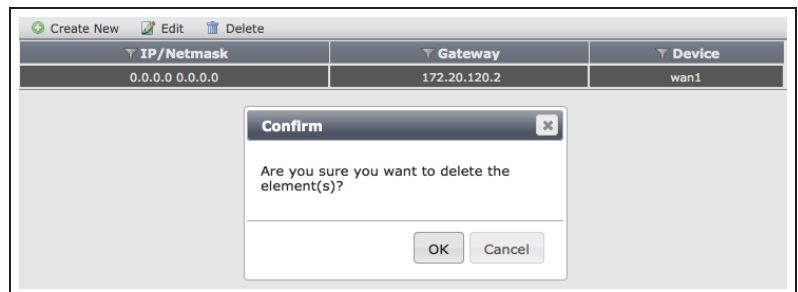 Create New Edit Delete
IP/Netmask Gateway Device
0.0.0.0 0.0.0.0 172.20.120.2 wan1
Confirm
Are you sure you want to delete the
element(s)?
OK Cancel